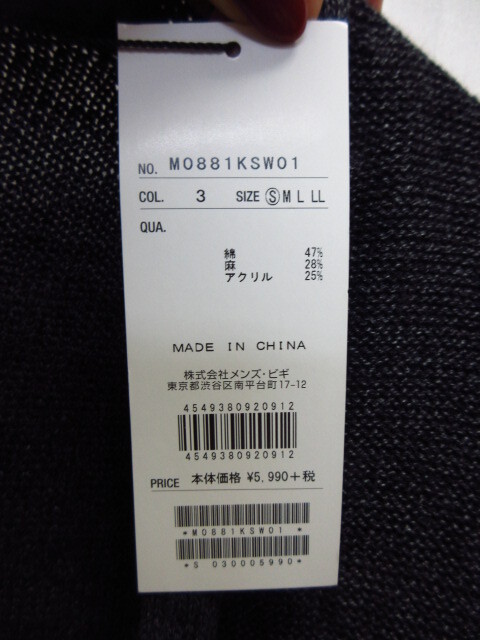 NO. M0881KSW01
COL. 3 SIZE Ⓢ M L LL
QUA.
綿 47%
麻 28%
アクリル 25%
MADE IN CHINA
株式会社メンズ・ビギ
東京都渋谷区南平台町17-12
4549380920912
4549380920912
PRICE 本体価格 ¥5,990+税
*M0881KSW01 *
*S 030005990*